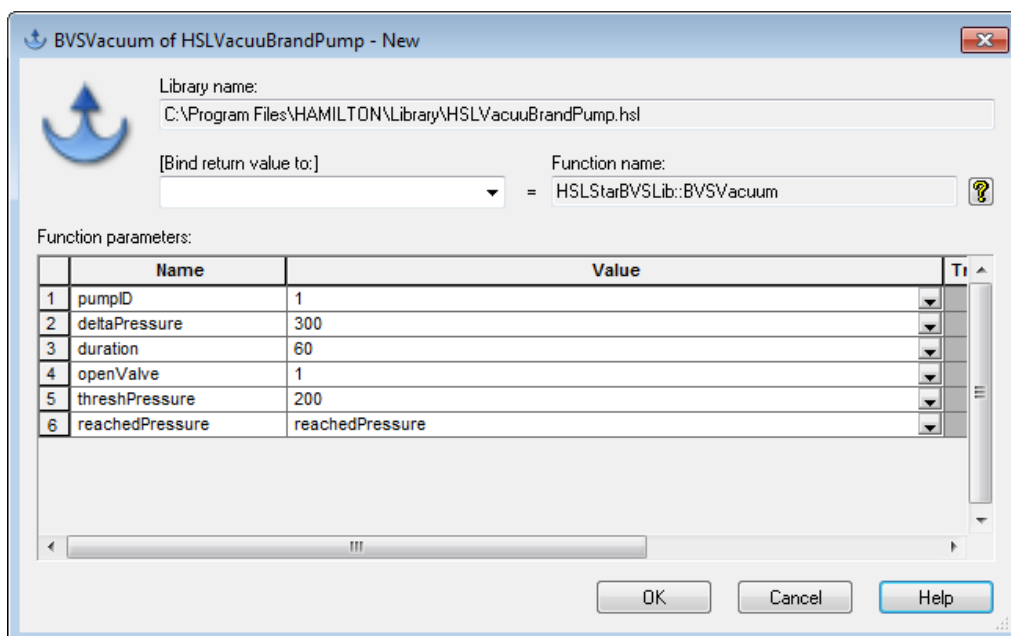 BVSVacuum of HSLVacuuBrandPump - New
Library name:
C:\Program Files\HAMILTON\Library\HSLVacuuBrandPump.hsl
[Bind return value to:] Function name:
= HSLStarBVSLib::BVSVacuum
Function parameters:
Name Value Tr
1 pumpID 1
2 deltaPressure 300
3 duration 60
4 openValve 1
5 threshPressure 200
6 reachedPressure reachedPressure
OK Cancel Help